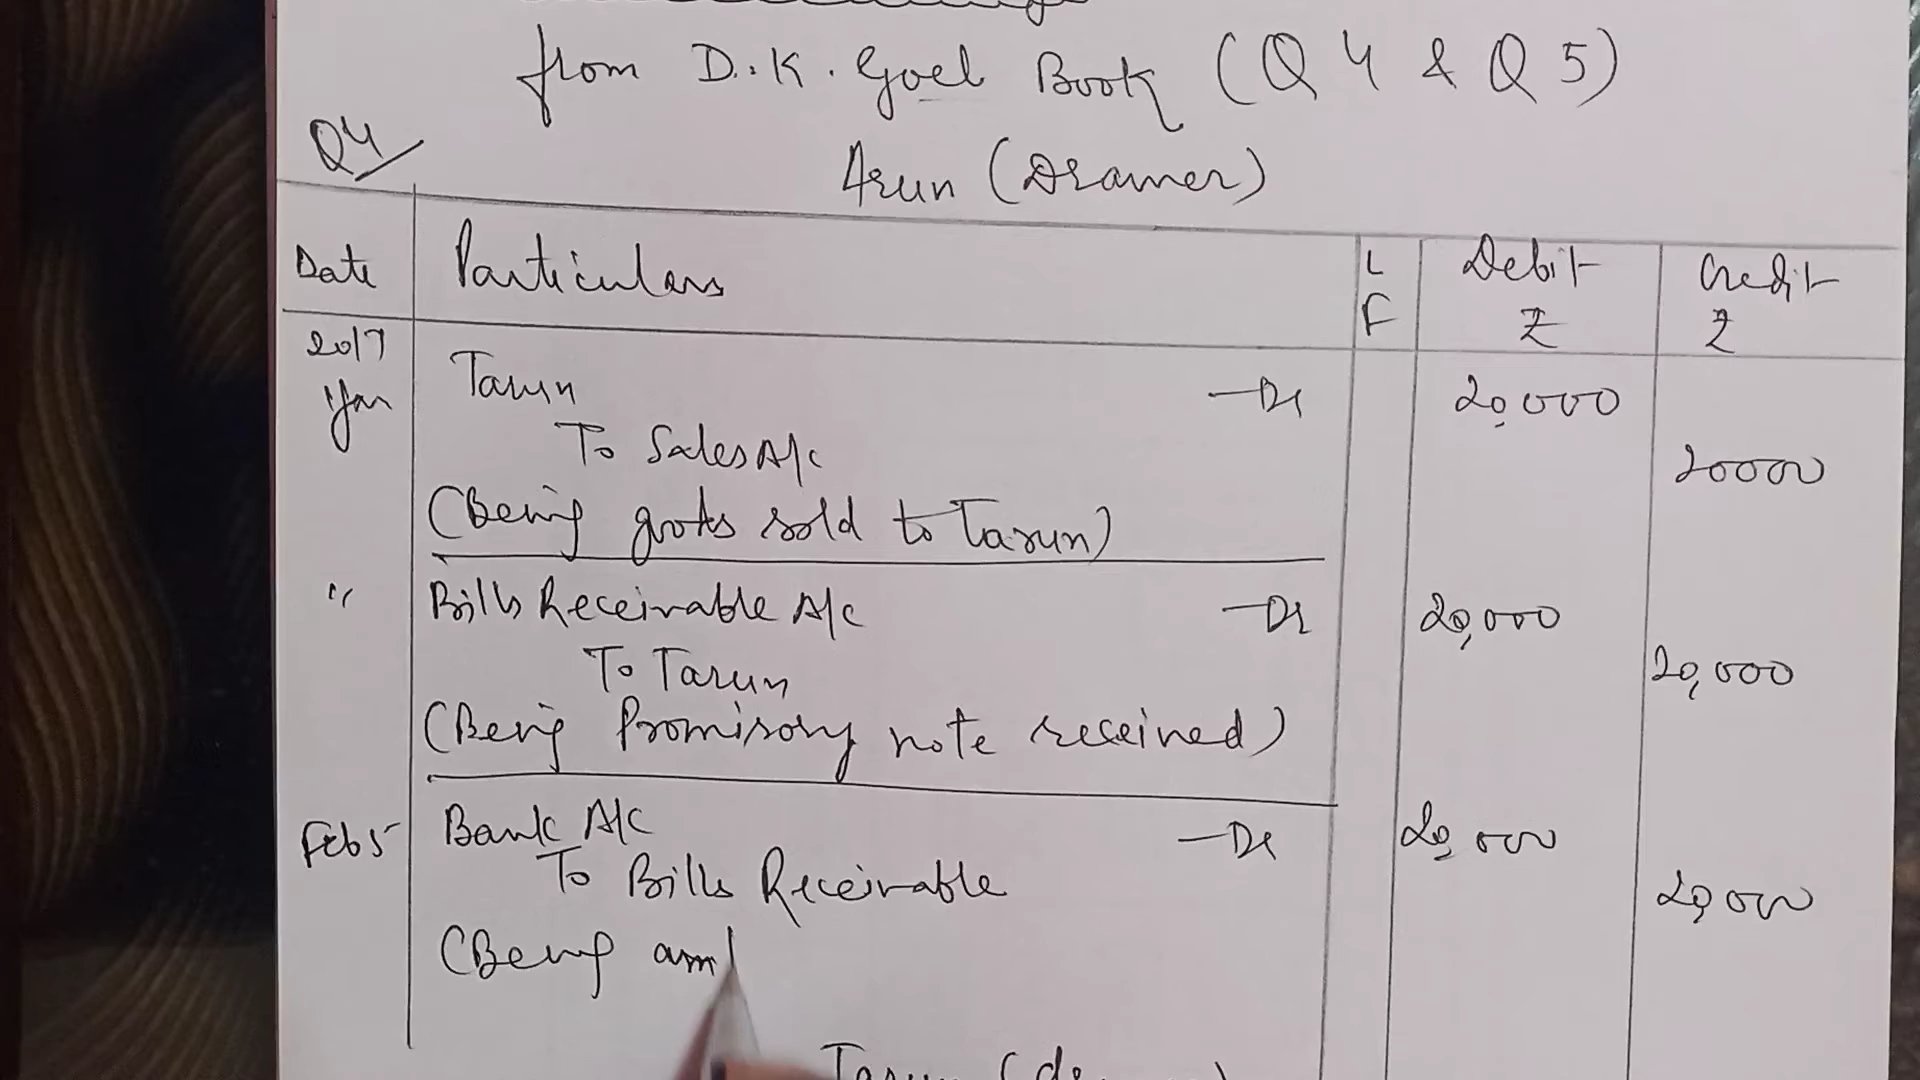 from D.K. Goel Book (Q 4 & Q 5)
Q4
Arun (Drawer)
Date Particulars L F Debit ₹ Credit ₹
2017
Jan Tarun —Dr 20,000
To Sales A/c 20000
(Being goods sold to Tarun)
" Bills Receivable A/c —Dr 20,000
To Tarun 20,000
(Being Promisory note received)
Feb 5 Bank A/c —Dr 20,000
To Bills Receivable 20,000
(Being am
Tarun